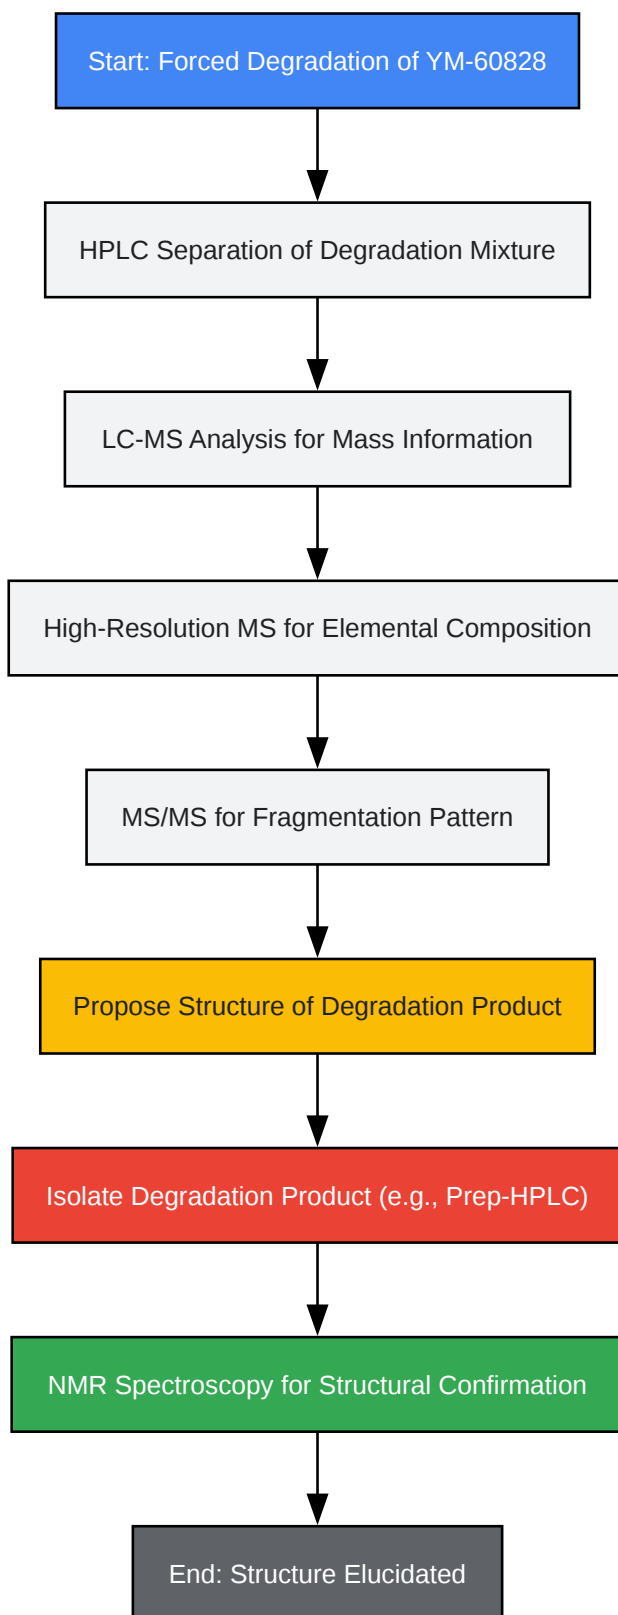 Start: Forced Degradation of YM-60828
HPLC Separation of Degradation Mixture
LC-MS Analysis for Mass Information
High-Resolution MS for Elemental Composition
MS/MS for Fragmentation Pattern
Propose Structure of Degradation Product
Isolate Degradation Product (e.g., Prep-HPLC)
NMR Spectroscopy for Structural Confirmation
End: Structure Elucidated